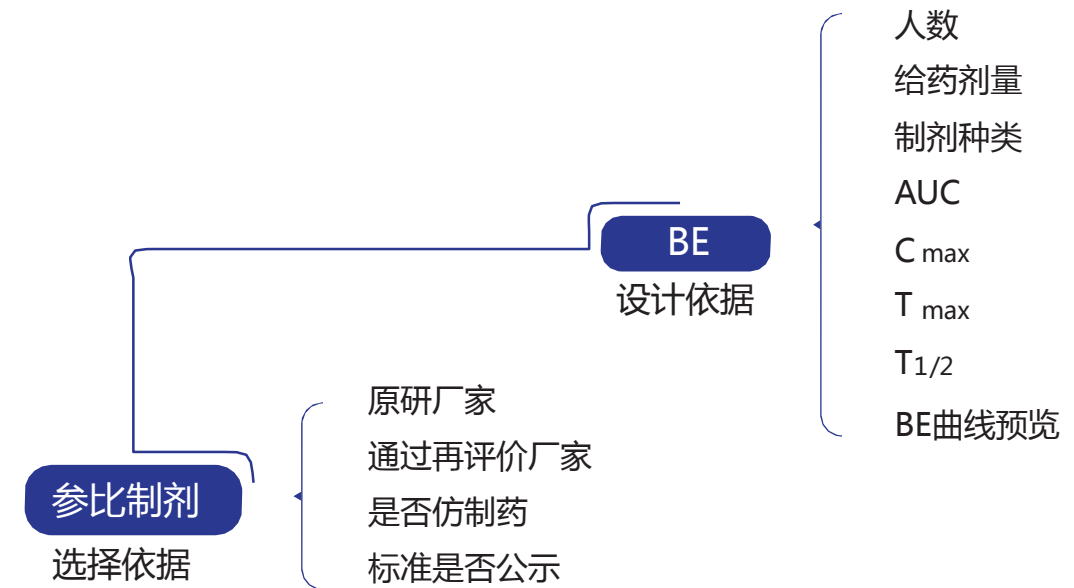 人数
给药剂量
制剂种类
AUC
C max
T max
T1/2
BE曲线预览
BE
设计依据
原研厂家
通过再评价厂家
是否仿制药
标准是否公示
参比制剂
选择依据